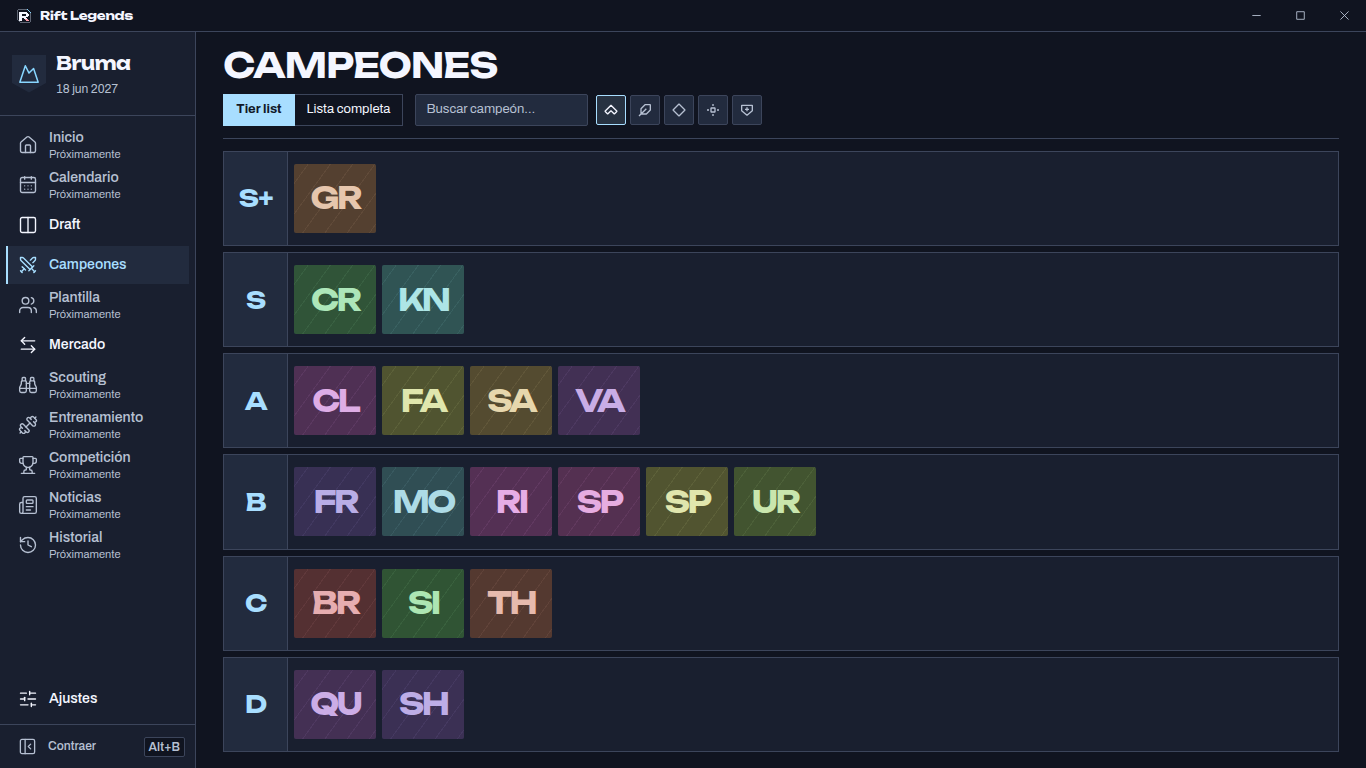 Rift Legends
Bruma
18 jun 2027
Inicio
Próximamente
Calendario
Próximamente
Draft
Campeones
Plantilla
Próximamente
Mercado
Scouting
Próximamente
Entrenamiento
Próximamente
Competición
Próximamente
Noticias
Próximamente
Historial
Próximamente
Ajustes
Contraer Alt+B
CAMPEONES
Tier list Lista completa Buscar campeón...
S+ GR
S CR KN
A CL FA SA VA
B FR MO RI SP SP UR
C BR SI TH
D QU SH